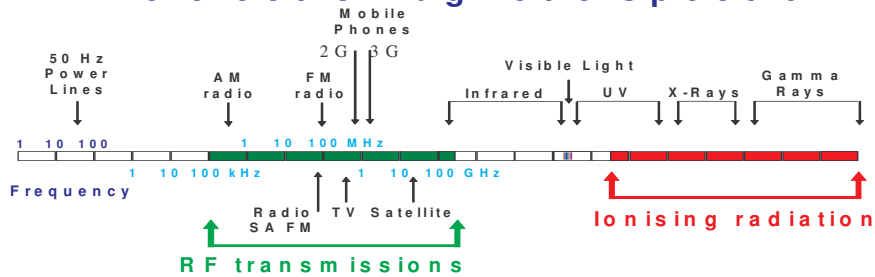 Mobile
Phones
2 G 3 G
50 Hz
Power
Lines
AM
radio
FM
radio
Visible Light
Infrared
UV
X-Rays
Gamma
Rays
1 10 100
1 10 100 MHz
1 10 100 kHz
1 10 100 GHz
Frequency
Radio
SA FM
TV
Satellite
Ionising radiation
RF transmissions